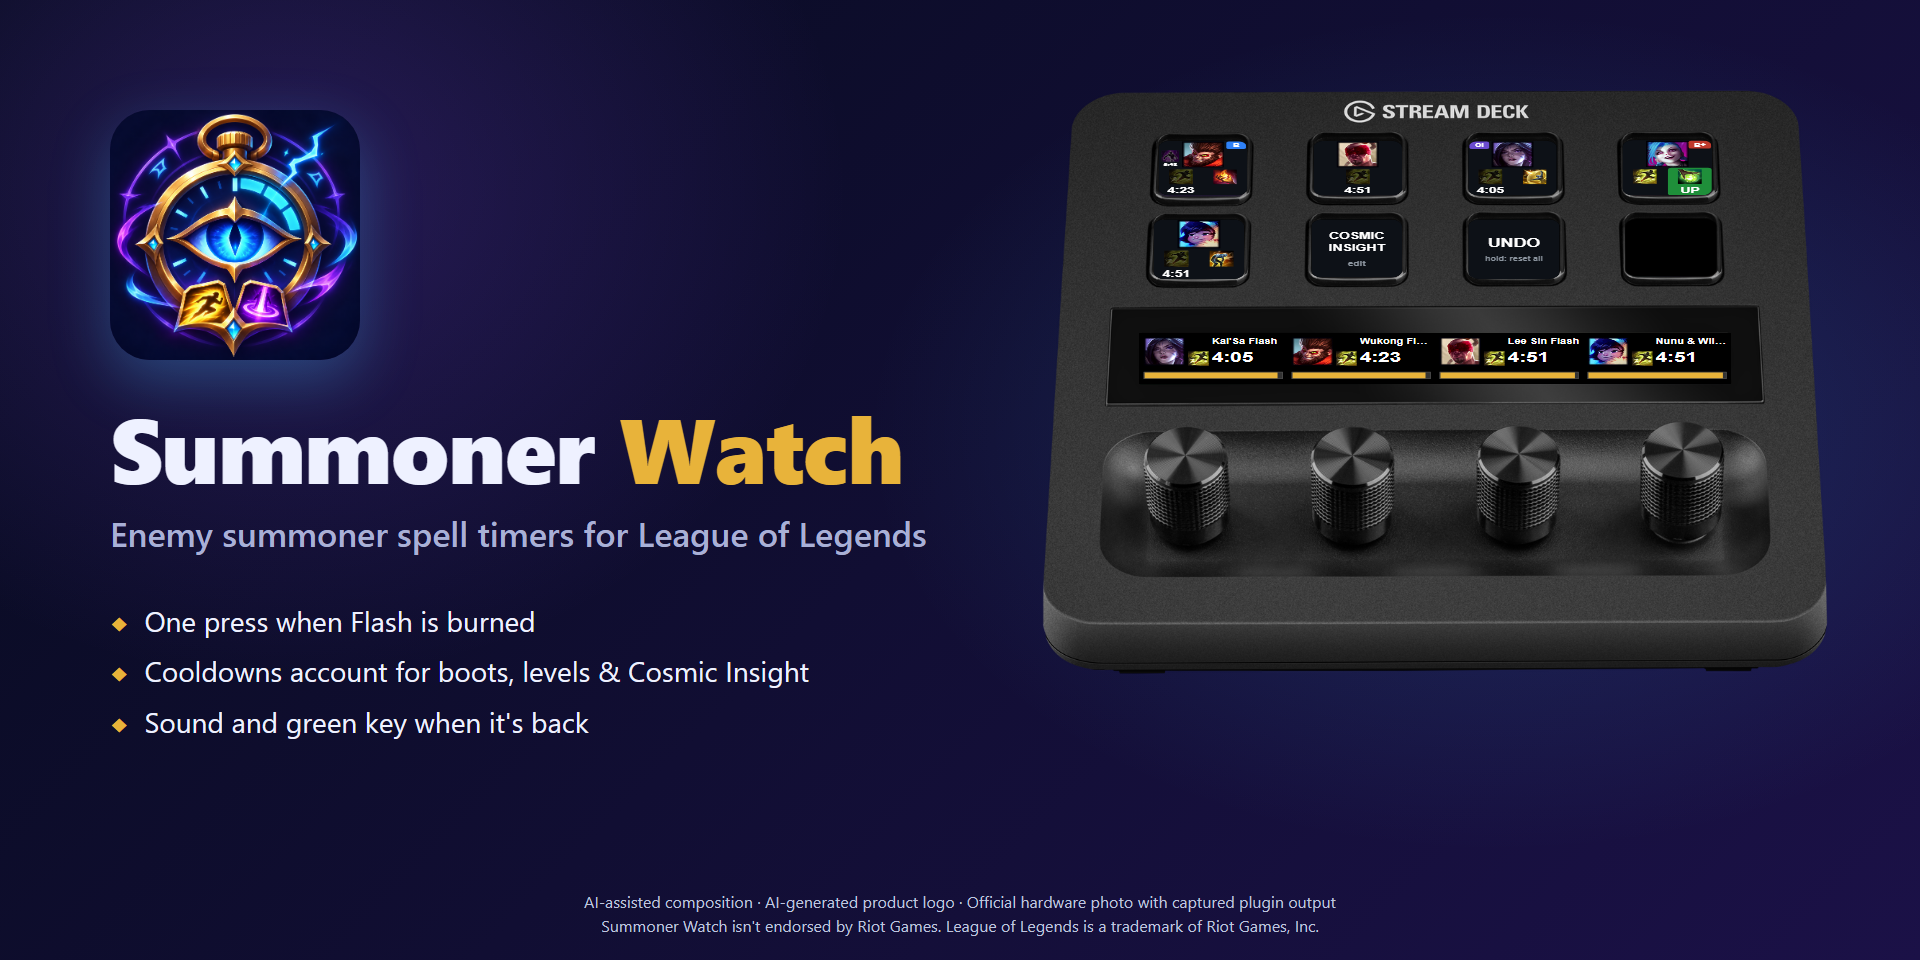 Summoner Watch
Enemy summoner spell timers for League of Legends
One press when Flash is burned
Cooldowns account for boots, levels & Cosmic Insight
Sound and green key when it's back
STREAM DECK
4:23
4:51
CI
4:05
UP
4:51
COSMIC
INSIGHT
edit
UNDO
hold: reset all
Kai'Sa Flash
4:05
Wukong Fl...
4:23
Lee Sin Flash
4:51
Nunu & Wil...
4:51
AI-assisted composition · AI-generated product logo · Official hardware photo with captured plugin output
Summoner Watch isn't endorsed by Riot Games. League of Legends is a trademark of Riot Games, Inc.